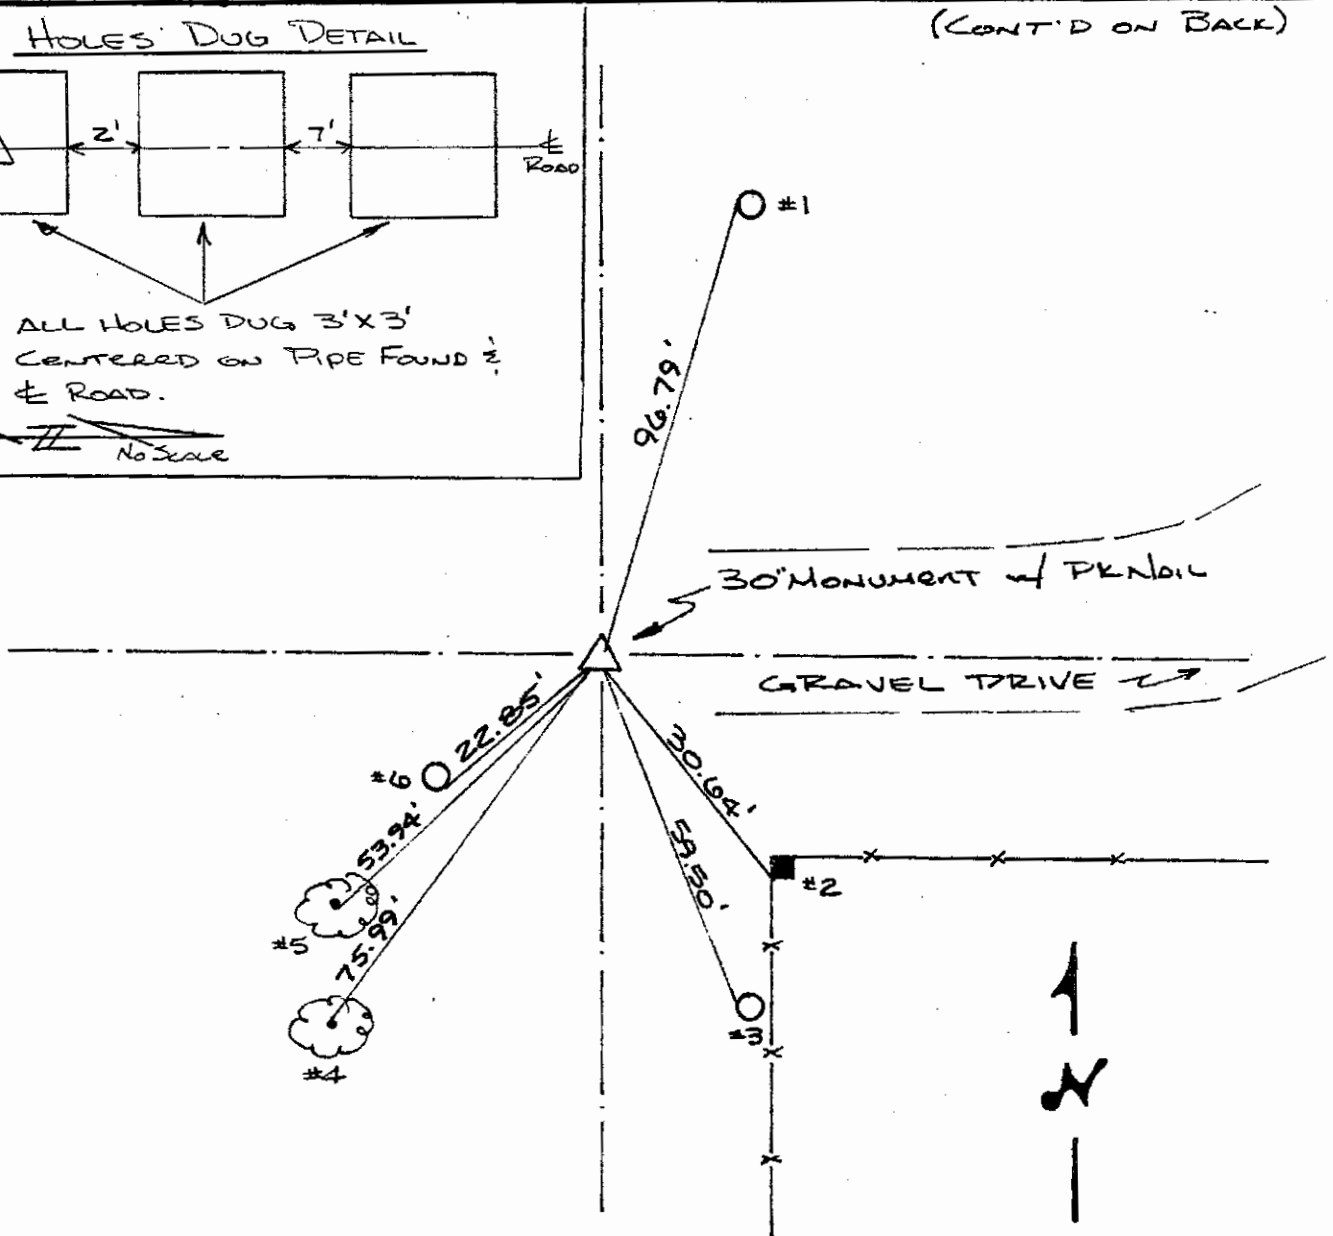 HOLES DUG DETAIL
(CONT'D ON BACK)
2'
7'
℄
ROAD
#1
ALL HOLES DUG 3'X3'
CENTERED ON PIPE FOUND &
℄ ROAD.
NO SCALE
96.79'
30" MONUMENT w/ PK NAIL
GRAVEL DRIVE
22.85'
30.64'
#6
53.94'
59.50'
#2
75.99'
#5
#3
#4
N